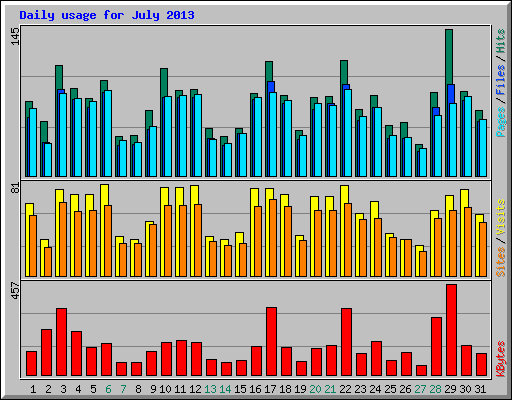 Daily usage for July 2013
145
Pages / Files / Hits
81
Sites / Visits
457
KBytes
1 2 3 4 5 6 7 8 9 10 11 12 13 14 15 16 17 18 19 20 21 22 23 24 25 26 27 28 29 30 31